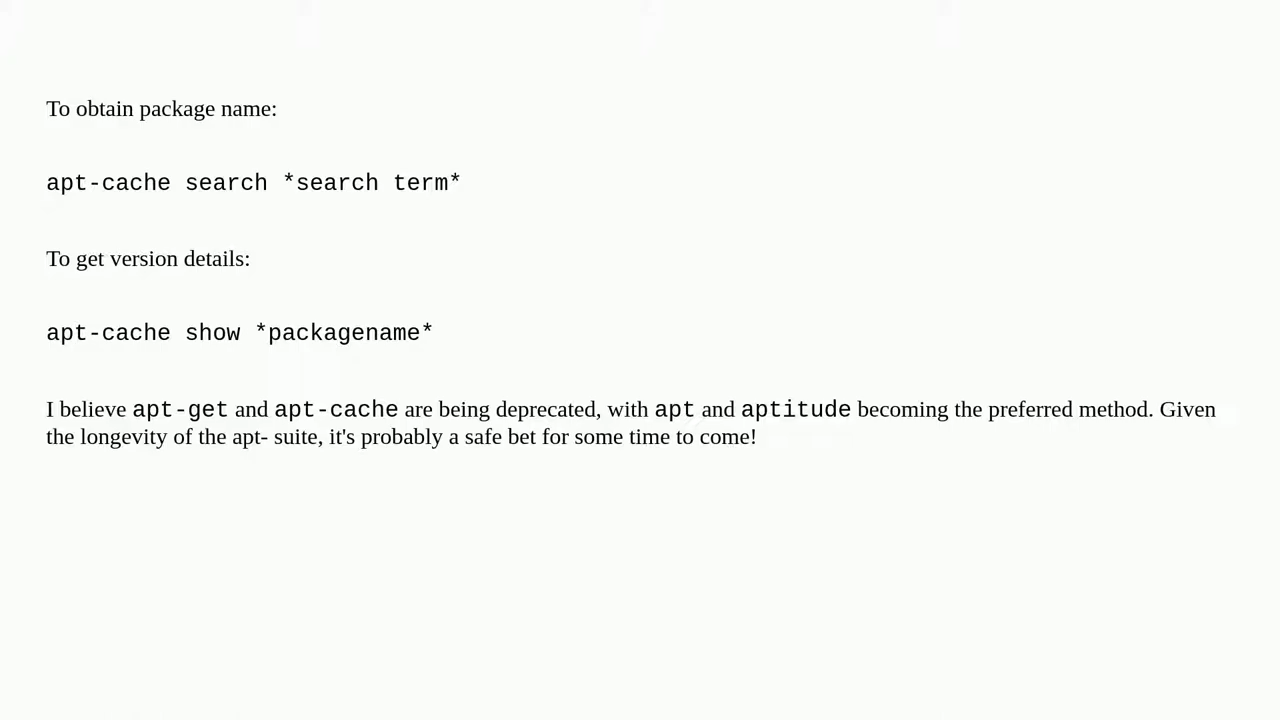 To obtain package name:
apt-cache search *search term*
To get version details:
apt-cache show *packagename*
I believe apt-get and apt-cache are being deprecated, with apt and aptitude becoming the preferred method. Given
the longevity of the apt- suite, it's probably a safe bet for some time to come!